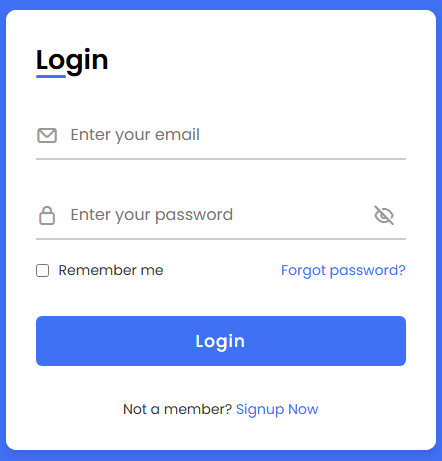 Login
Enter your email
Enter your password
Remember me Forgot password?
Login
Not a member? Signup Now